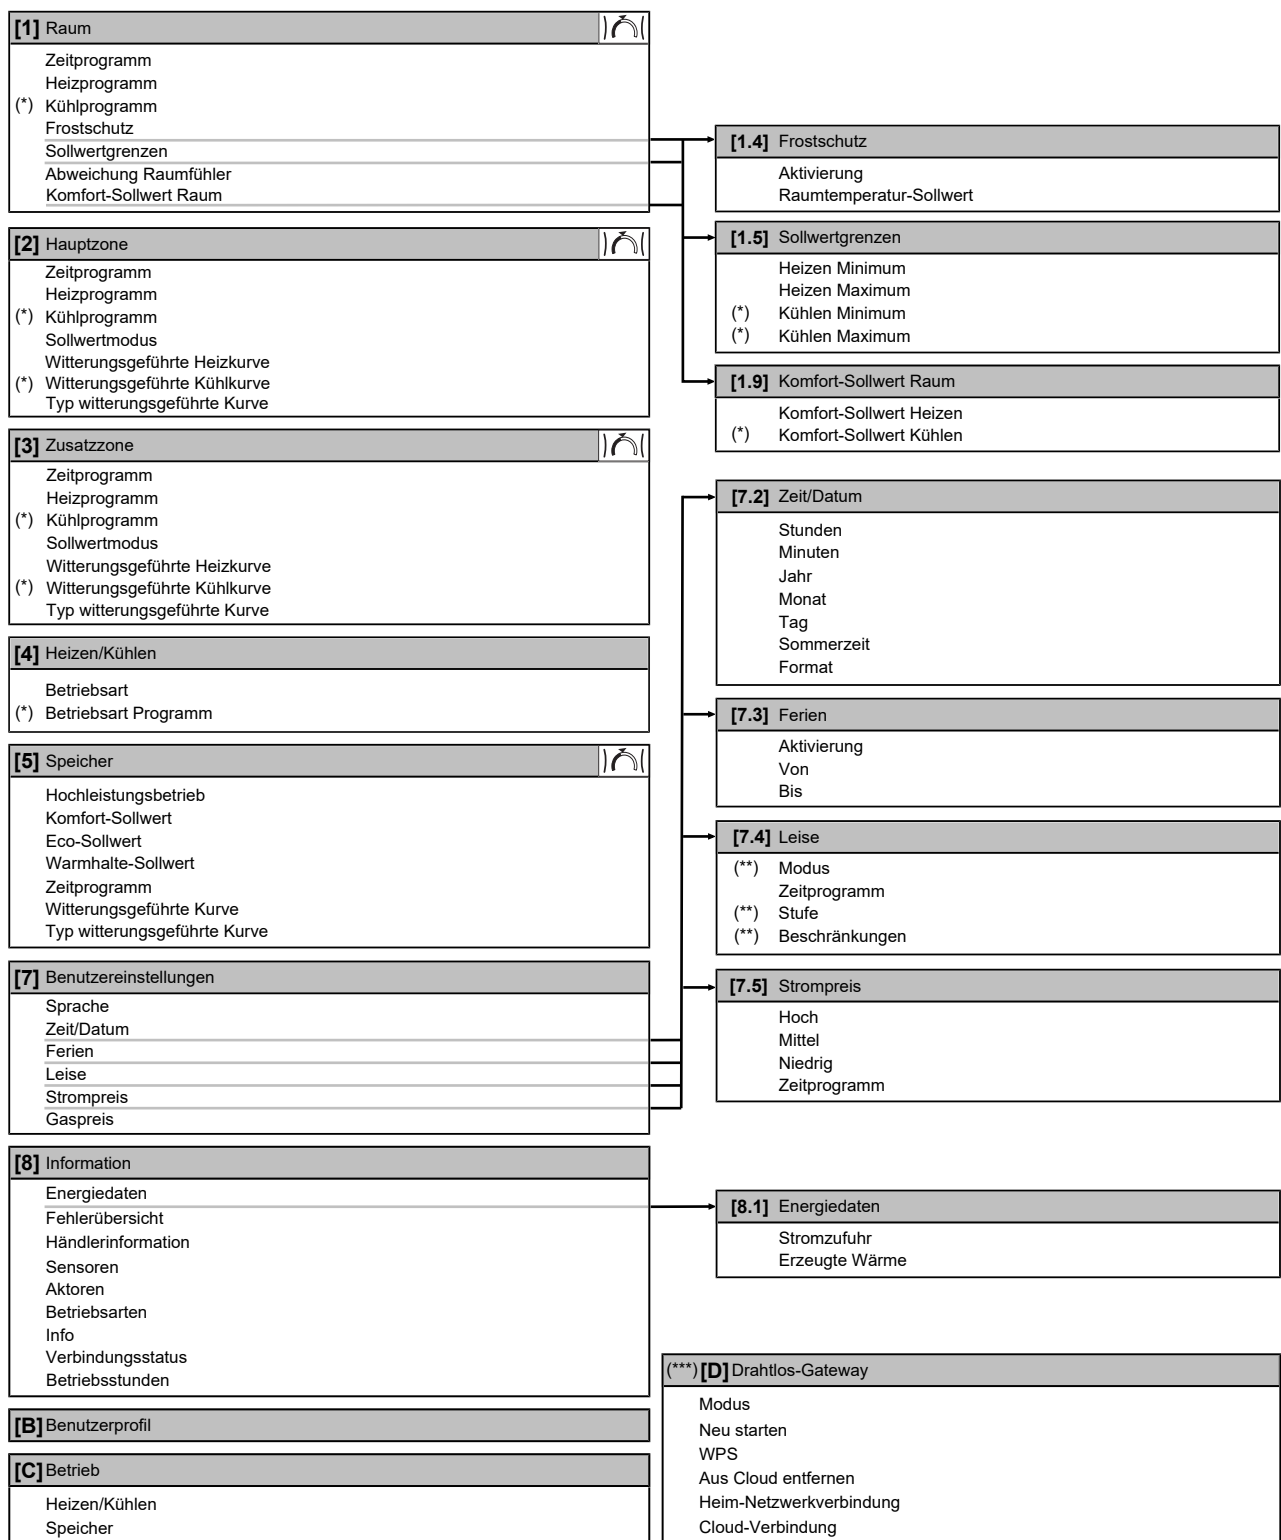 [1] Raum
Zeitprogramm
Heizprogramm
(*) Kühlprogramm
Frostschutz
Sollwertgrenzen
Abweichung Raumfühler
Komfort-Sollwert Raum
[2] Hauptzone
Zeitprogramm
Heizprogramm
(*) Kühlprogramm
Sollwertmodus
Witterungsgeführte Heizkurve
(*) Witterungsgeführte Kühlkurve
Typ witterungsgeführte Kurve
[3] Zusatzzone
Zeitprogramm
Heizprogramm
(*) Kühlprogramm
Sollwertmodus
Witterungsgeführte Heizkurve
(*) Witterungsgeführte Kühlkurve
Typ witterungsgeführte Kurve
[4] Heizen/Kühlen
Betriebsart
(*) Betriebsart Programm
[5] Speicher
Hochleistungsbetrieb
Komfort-Sollwert
Eco-Sollwert
Warmhalte-Sollwert
Zeitprogramm
Witterungsgeführte Kurve
Typ witterungsgeführte Kurve
[7] Benutzereinstellungen
Sprache
Zeit/Datum
Ferien
Leise
Strompreis
Gaspreis
[8] Information
Energiedaten
Fehlerübersicht
Händlerinformation
Sensoren
Aktoren
Betriebsarten
Info
Verbindungsstatus
Betriebsstunden
[B] Benutzerprofil
[C] Betrieb
Heizen/Kühlen
Speicher
[1.4] Frostschutz
Aktivierung
Raumtemperatur-Sollwert
[1.5] Sollwertgrenzen
Heizen Minimum
Heizen Maximum
(*) Kühlen Minimum
(*) Kühlen Maximum
[1.9] Komfort-Sollwert Raum
Komfort-Sollwert Heizen
(*) Komfort-Sollwert Kühlen
[7.2] Zeit/Datum
Stunden
Minuten
Jahr
Monat
Tag
Sommerzeit
Format
[7.3] Ferien
Aktivierung
Von
Bis
[7.4] Leise
(**) Modus
Zeitprogramm
(**) Stufe
(**) Beschränkungen
[7.5] Strompreis
Hoch
Mittel
Niedrig
Zeitprogramm
[8.1] Energiedaten
Stromzufuhr
Erzeugte Wärme
(***) [D] Drahtlos-Gateway
Modus
Neu starten
WPS
Aus Cloud entfernen
Heim-Netzwerkverbindung
Cloud-Verbindung